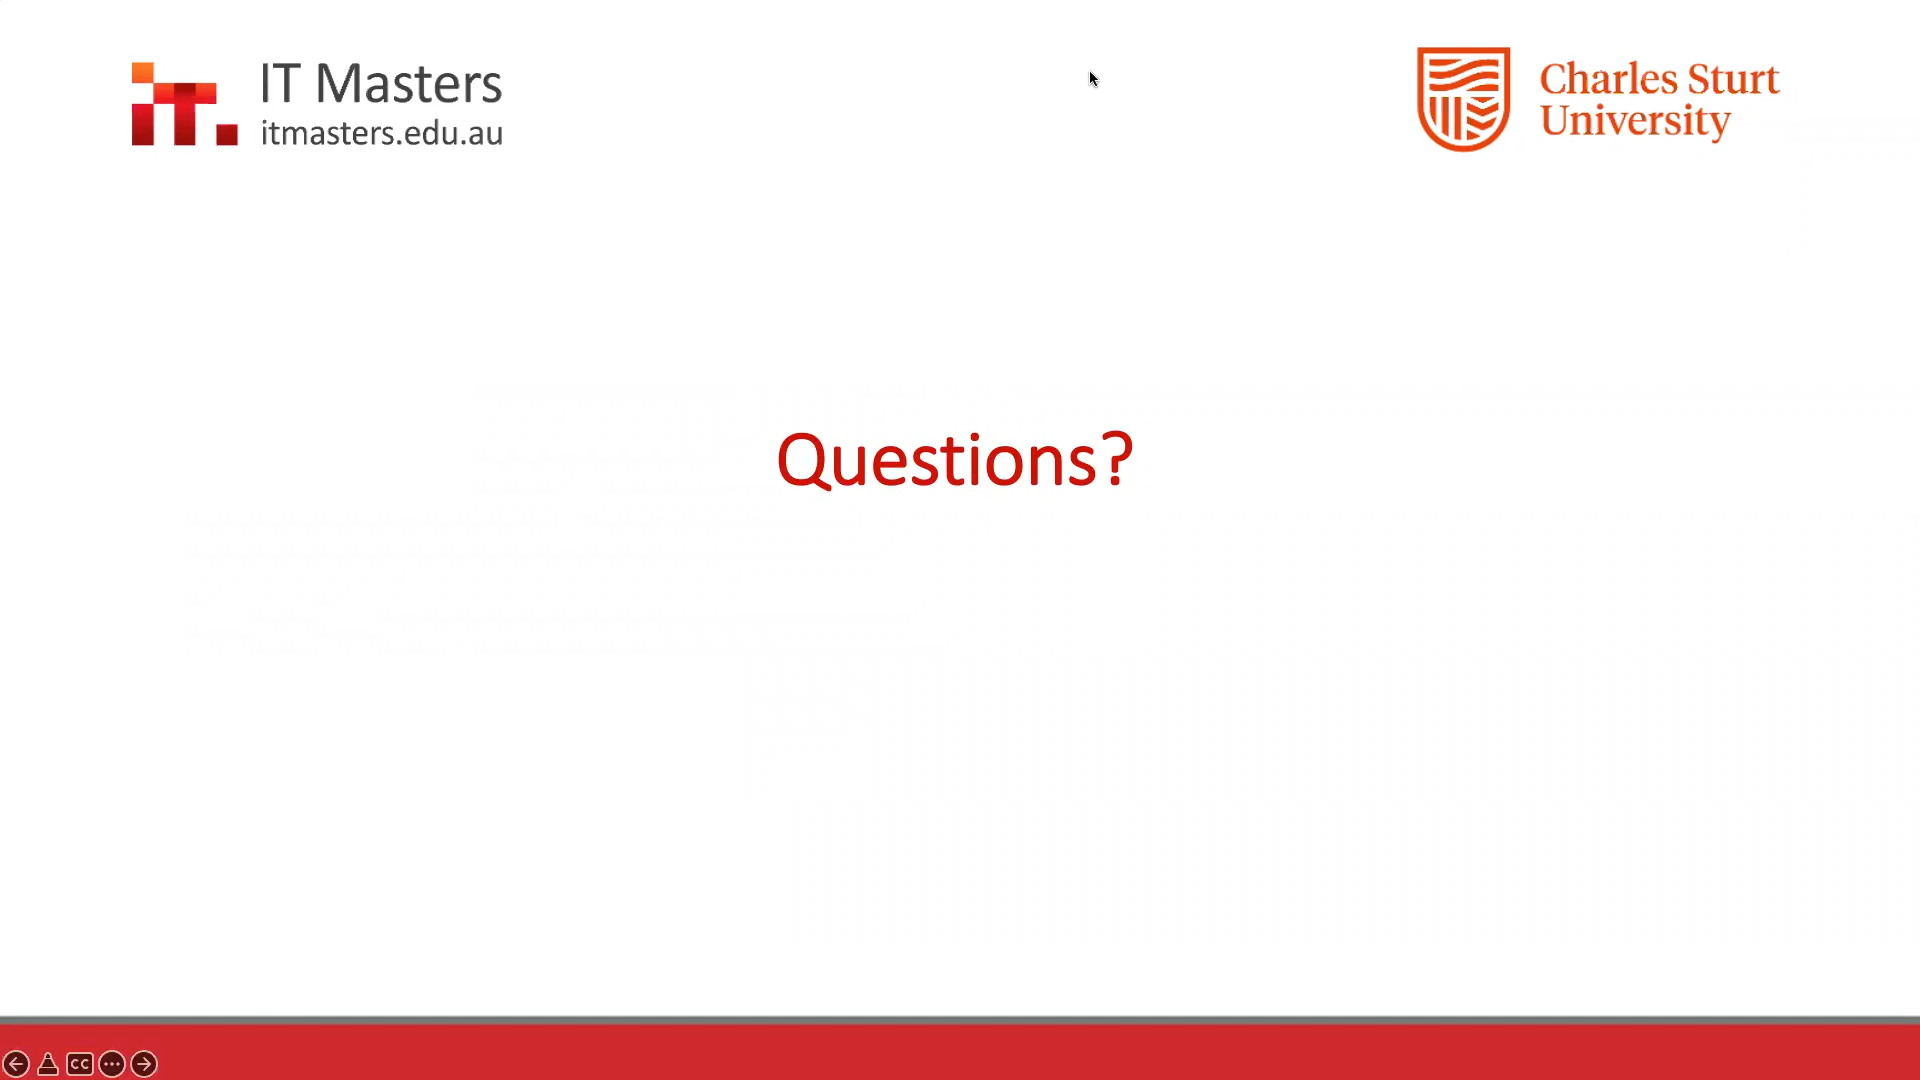 IT Masters
itmasters.edu.au
Charles Sturt
University
Questions?
CC